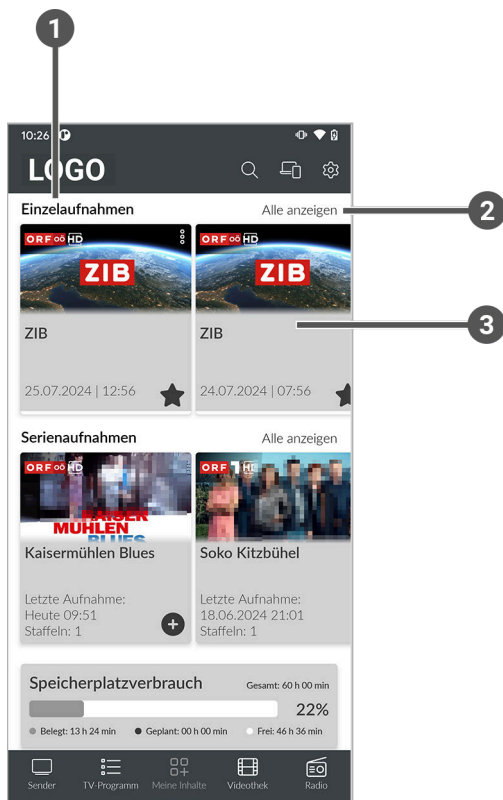 1
10:26
LOGO
Einzelaufnahmen
Alle anzeigen
2
ORF oö HD
ORF oö HD
ZIB
ZIB
3
ZIB
ZIB
25.07.2024 | 12:56
24.07.2024 | 07:56
Serienaufnahmen
Alle anzeigen
ORF oö HD
ORF 1 HD
KAISER
MÜHLEN
BLUES
Kaisermühlen Blues
Soko Kitzbühel
Letzte Aufnahme:
Heute 09:51
Staffeln: 1
Letzte Aufnahme:
18.06.2024 21:01
Staffeln: 1
Speicherplatzverbrauch
Gesamt: 60 h 00 min
22%
Belegt: 13 h 24 min
Geplant: 00 h 00 min
Frei: 46 h 36 min
Sender
TV-Programm
Meine Inhalte
Videothek
Radio